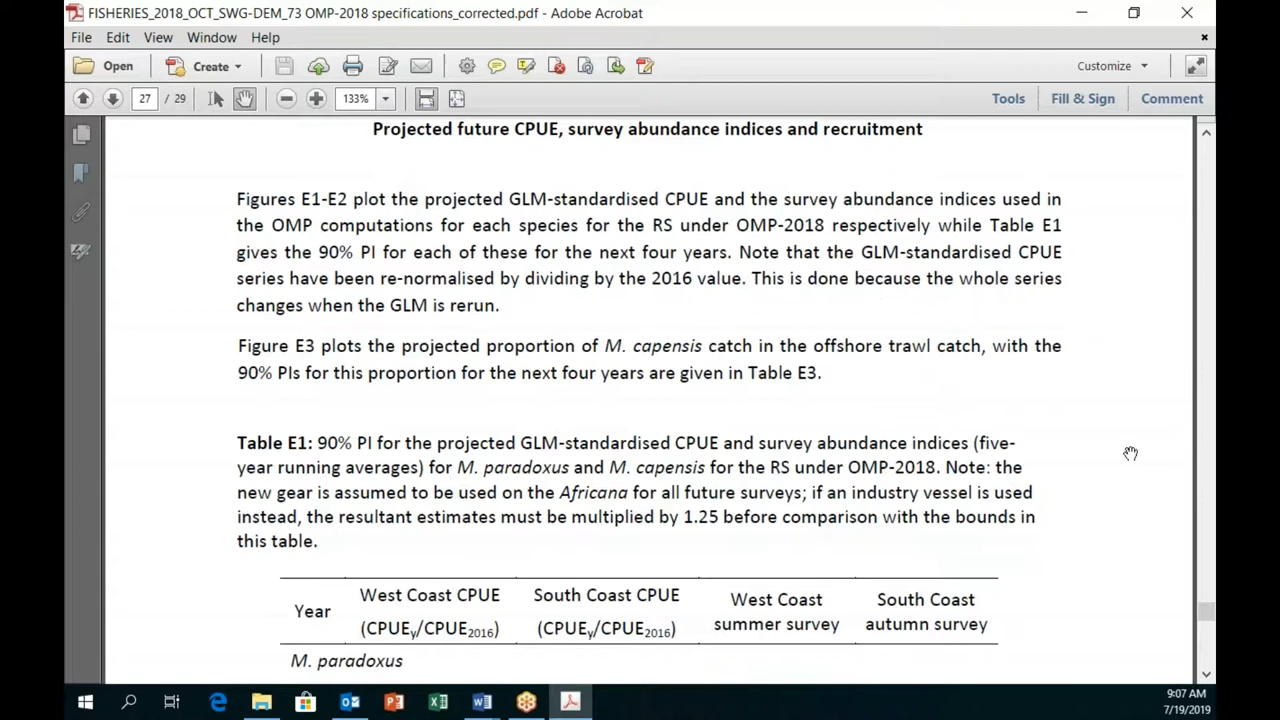 FISHERIES_2018_OCT_SWG-DEM_73 OMP-2018 specifications_corrected.pdf - Adobe Acrobat
File Edit View Window Help
Open Create Customize
27 / 29 133% Tools Fill & Sign Comment
Projected future CPUE, survey abundance indices and recruitment
Figures E1-E2 plot the projected GLM-standardised CPUE and the survey abundance indices used in
the OMP computations for each species for the RS under OMP-2018 respectively while Table E1
gives the 90% PI for each of these for the next four years. Note that the GLM-standardised CPUE
series have been re-normalised by dividing by the 2016 value. This is done because the whole series
changes when the GLM is rerun.
Figure E3 plots the projected proportion of M. capensis catch in the offshore trawl catch, with the
90% PIs for this proportion for the next four years are given in Table E3.
Table E1: 90% PI for the projected GLM-standardised CPUE and survey abundance indices (five-
year running averages) for M. paradoxus and M. capensis for the RS under OMP-2018. Note: the
new gear is assumed to be used on the Africana for all future surveys; if an industry vessel is used
instead, the resultant estimates must be multiplied by 1.25 before comparison with the bounds in
this table.
Year
West Coast CPUE
(CPUEy/CPUE2016)
South Coast CPUE
(CPUEy/CPUE2016)
West Coast
summer survey
South Coast
autumn survey
M. paradoxus
9:07 AM
7/19/2019